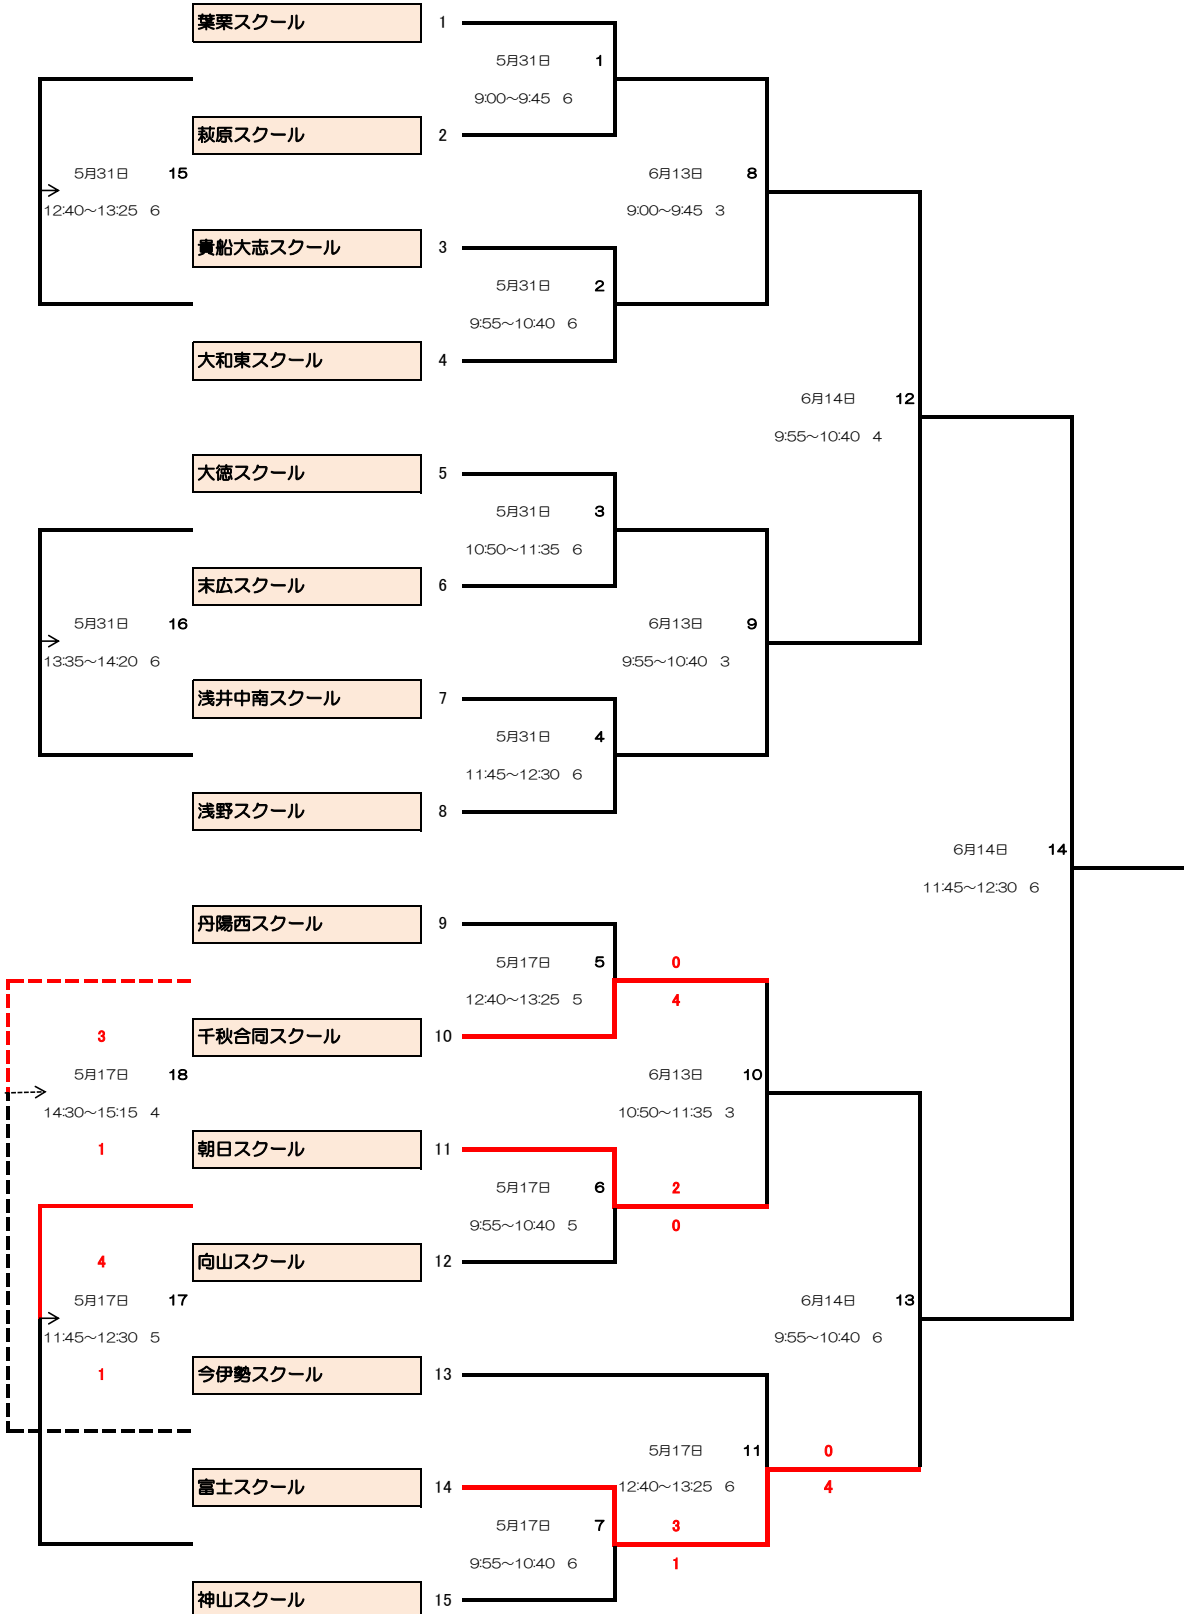 葉栗スクール 1
5月31日 1
9:00～9:45 6
萩原スクール 2
5月31日 15
6月13日 8
12:40～13:25 6
9:00～9:45 3
貴船大志スクール 3
5月31日 2
9:55～10:40 6
大和東スクール 4
6月14日 12
9:55～10:40 4
大徳スクール 5
5月31日 3
10:50～11:35 6
末広スクール 6
5月31日 16
6月13日 9
13:35～14:20 6
9:55～10:40 3
浅井中南スクール 7
5月31日 4
11:45～12:30 6
浅野スクール 8
6月14日 14
11:45～12:30 6
丹陽西スクール 9
5月17日 5
0
12:40～13:25 5
4
3
千秋合同スクール 10
5月17日 18
6月13日 10
14:30～15:15 4
10:50～11:35 3
1
朝日スクール 11
5月17日 6
2
9:55～10:40 5
0
4
向山スクール 12
5月17日 17
6月14日 13
11:45～12:30 5
9:55～10:40 6
1
今伊勢スクール 13
5月17日 11
0
12:40～13:25 6
4
富士スクール 14
5月17日 7
3
9:55～10:40 6
1
神山スクール 15